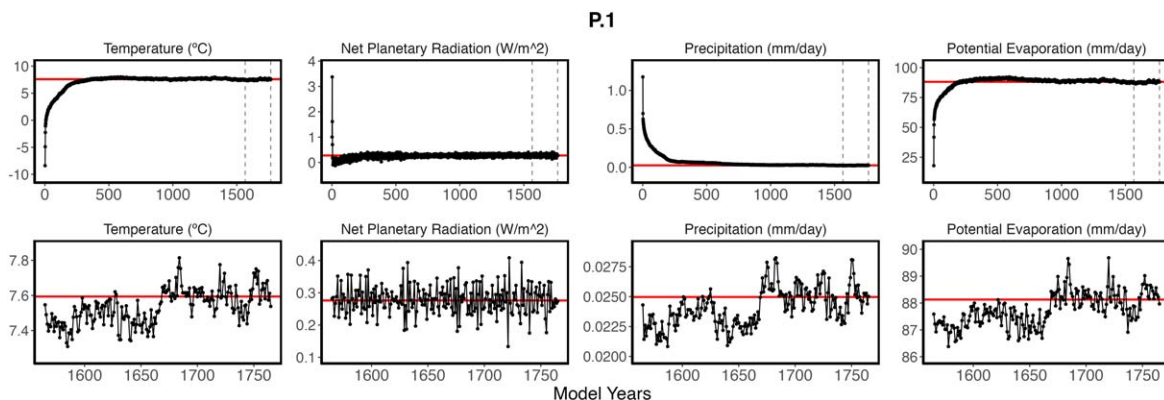 P.1
Temperature (ºC)
Net Planetary Radiation (W/m^2)
Precipitation (mm/day)
Potential Evaporation (mm/day)
10
5
0
-5
-10
0 500 1000 1500
4
3
2
1
0
0 500 1000 1500
1.0
0.5
0.0
0 500 1000 1500
100
75
50
25
0 500 1000 1500
Temperature (ºC)
Net Planetary Radiation (W/m^2)
Precipitation (mm/day)
Potential Evaporation (mm/day)
7.8
7.6
7.4
1600 1650 1700 1750
0.4
0.3
0.2
0.1
1600 1650 1700 1750
0.0275
0.0250
0.0225
0.0200
1600 1650 1700 1750
90
89
88
87
86
1600 1650 1700 1750
Model Years